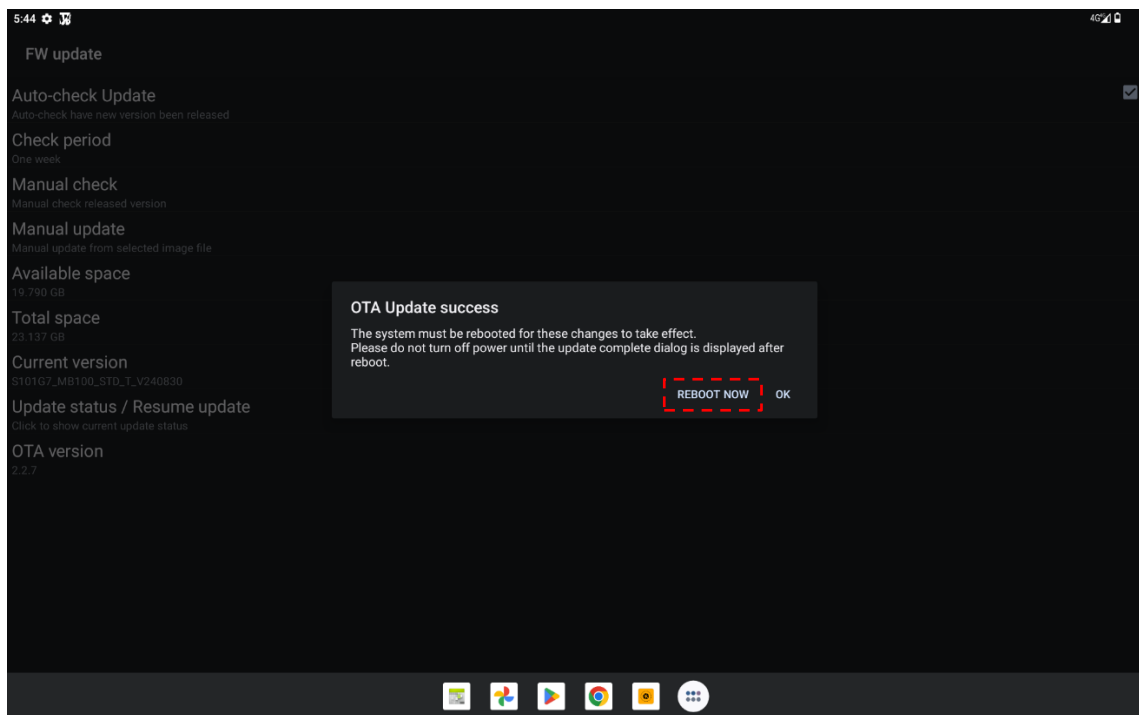 5:44
4G
FW update
Auto-check Update
Auto-check have new version been released
Check period
One week
Manual check
Manual check released version
Manual update
Manual update from selected image file
Available space
19.790 GB
Total space
23.137 GB
Current version
S101G7_MB100_STD_T_V240830
Update status / Resume update
Click to show current update status
OTA version
2.2.7
OTA Update success
The system must be rebooted for these changes to take effect.
Please do not turn off power until the update complete dialog is displayed after
reboot.
REBOOT NOW OK